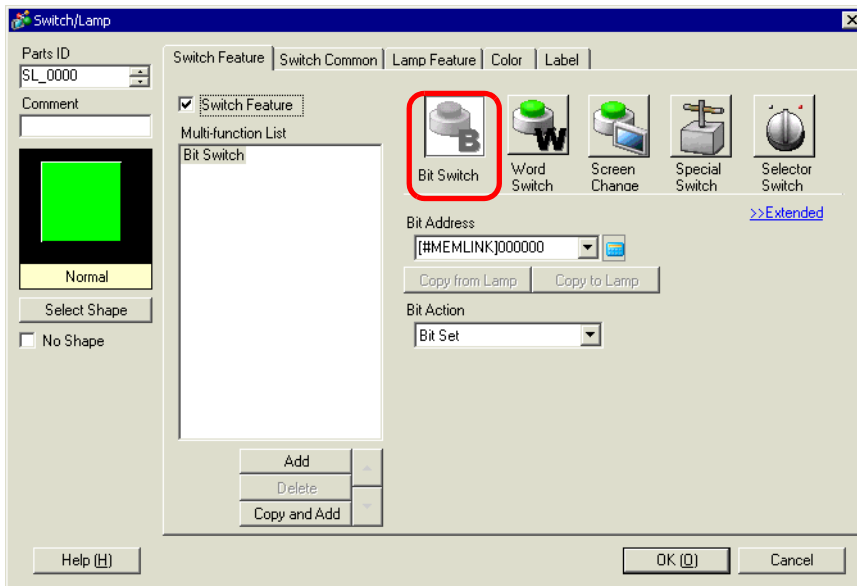 Switch/Lamp
Parts ID
SL_0000
Comment
Normal
Select Shape
No Shape
Switch Feature
Switch Common
Lamp Feature
Color
Label
Switch Feature
Multi-function List
Bit Switch
Add
Delete
Copy and Add
B
Bit Switch
W
Word
Switch
Screen
Change
Special
Switch
Selector
Switch
>>Extended
Bit Address
[#MEMLINK]000000
Copy from Lamp
Copy to Lamp
Bit Action
Bit Set
Help (H)
OK (O)
Cancel